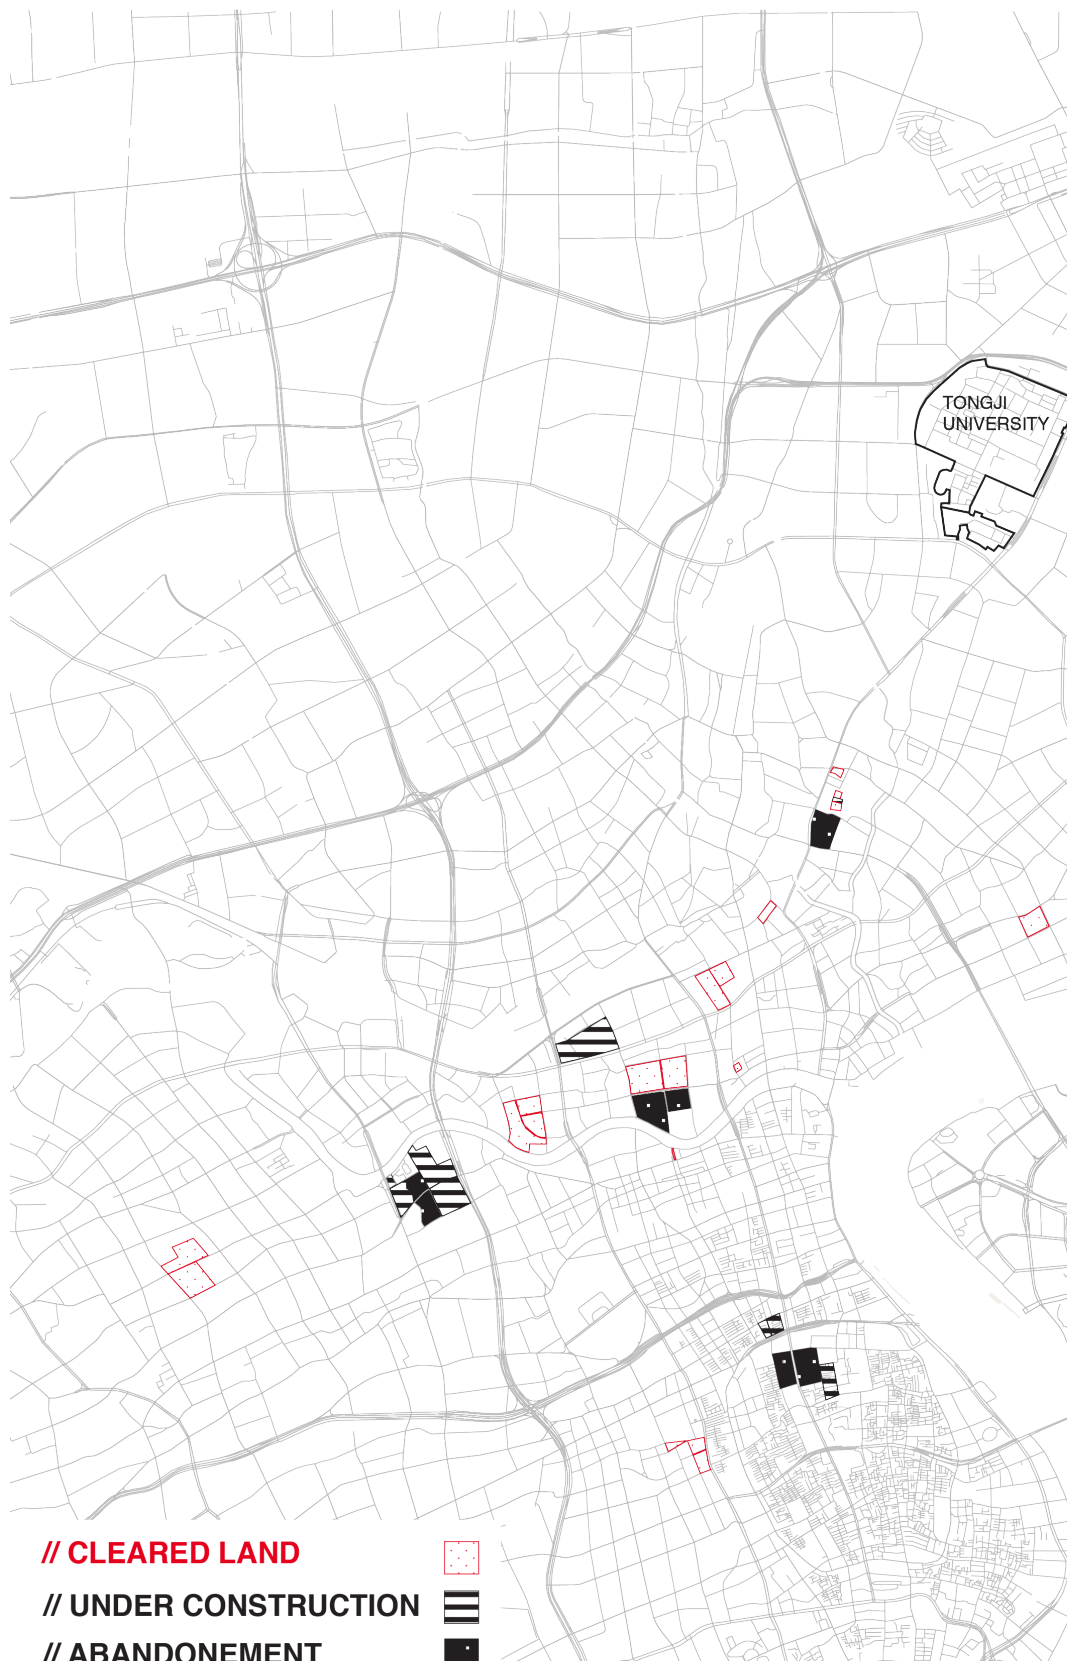 TONGJI
UNIVERSITY
// CLEARED LAND
// UNDER CONSTRUCTION
// ABANDONEMENT